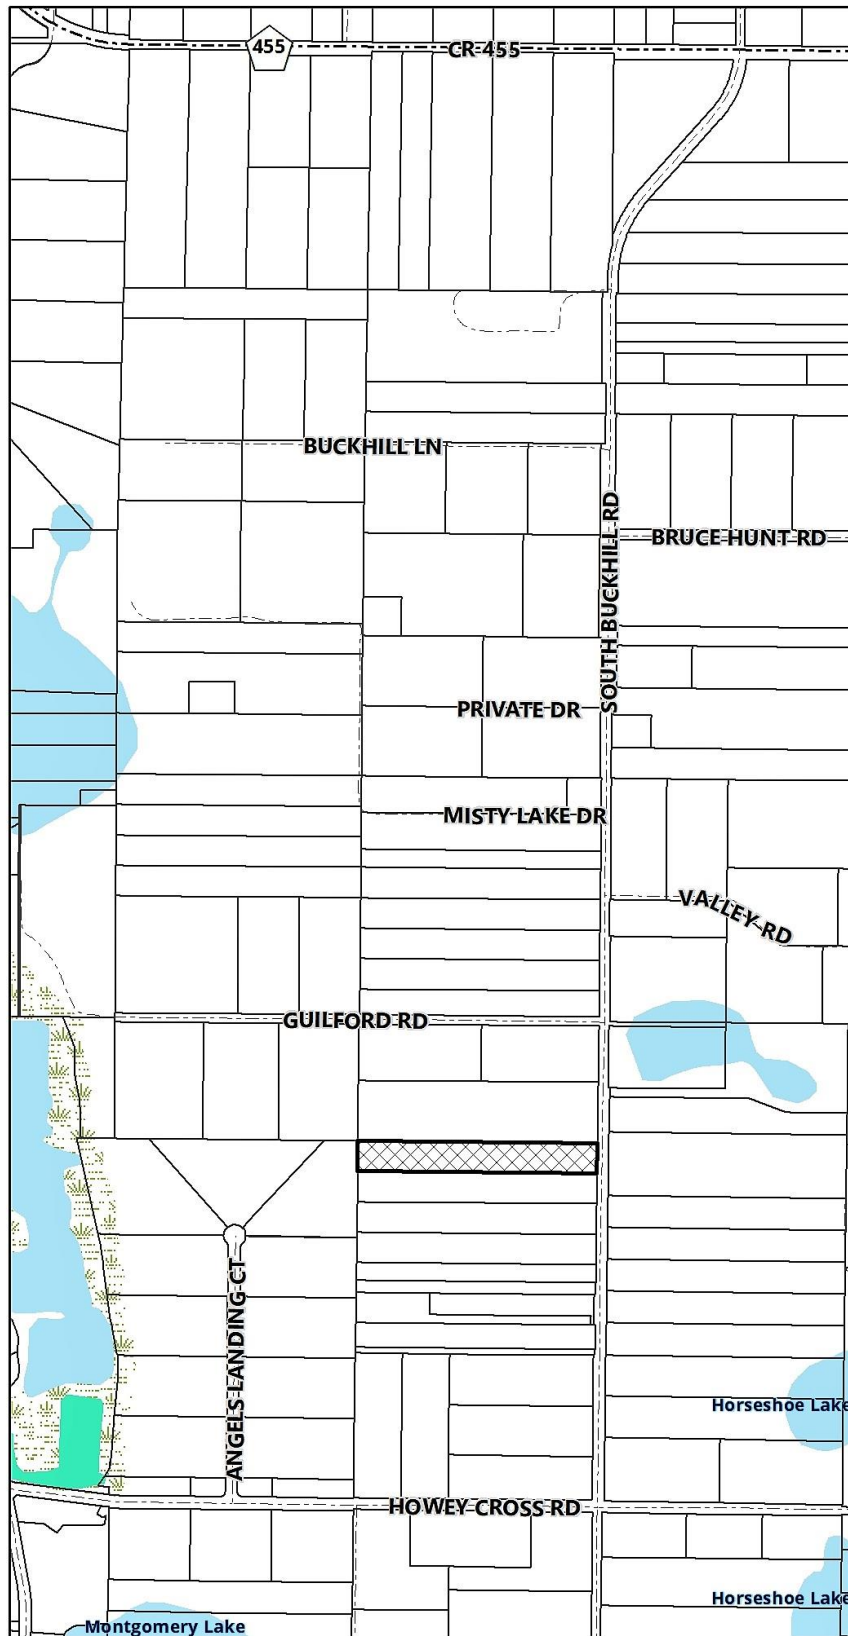 455
CR 455
BUCKHILL LN
SOUTH BUCKHILL RD
BRUCE HUNT RD
PRIVATE DR
MISTY LAKE DR
VALLEY RD
GUILFORD RD
ANGELS LANDING CT
Horseshoe Lake
HOWEY CROSS RD
Horseshoe Lake
Montgomery Lake